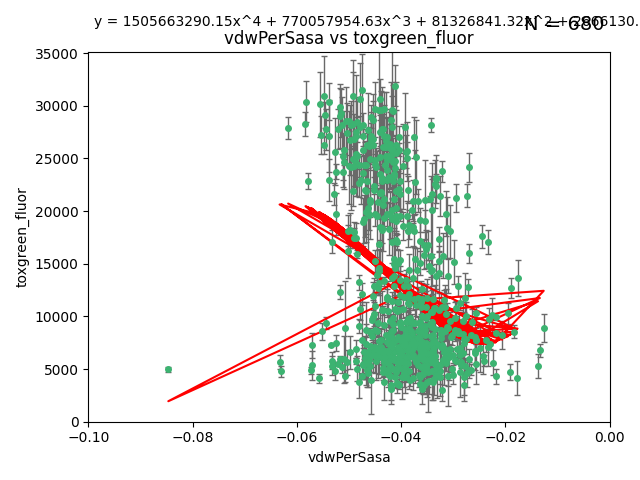 y = 1505663290.15x^4 + 770057954.63x^3 + 81326841.32x^2 +
N = 680
vdwPerSasa vs toxgreen_fluor
35000
30000
25000
20000
15000
10000
5000
0
toxgreen_fluor
−0.10
−0.08
−0.06
−0.04
−0.02
0.00
vdwPerSasa